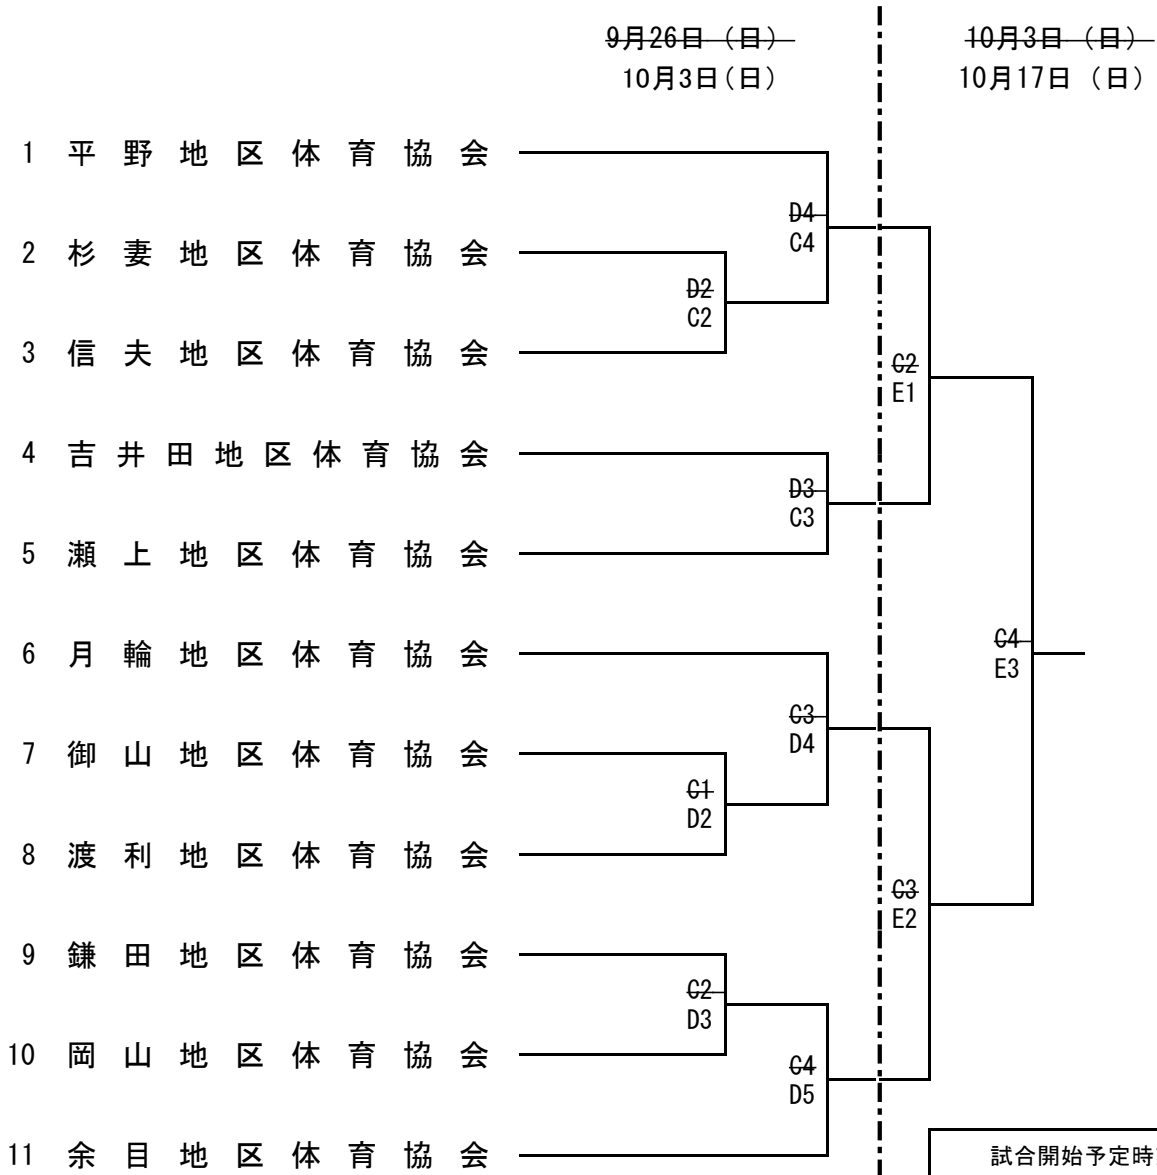 9月26日（日） 10月3日（日）
10月3日（日） 10月17日（日）
1 平野地区体育協会
D4
C4
2 杉妻地区体育協会
D2
C2
3 信夫地区体育協会
C2
E1
4 吉井田地区体育協会
D3
C3
5 瀬上地区体育協会
C4
E3
6 月輪地区体育協会
C3
D4
7 御山地区体育協会
C1
D2
8 渡利地区体育協会
C3
E2
9 鎌田地区体育協会
C2
D3
10 岡山地区体育協会
C4
D5
11 余目地区体育協会
試合開始予定時